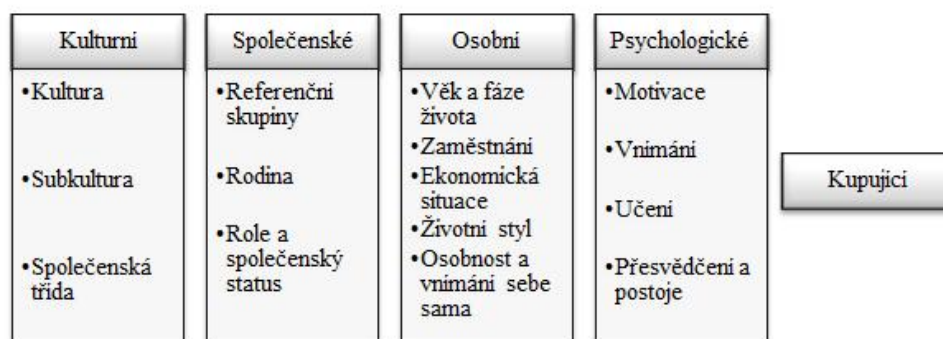 Kulturní
•Kultura
•Subkultura
•Společenská
třída
Společenské
•Referenční
skupiny
•Rodina
•Role a
společenský
status
Osobní
•Věk a fáze
života
•Zaměstnání
•Ekonomická
situace
•Životní styl
•Osobnost a
vnímání sebe
sama
Psychologické
•Motivace
•Vnímání
•Učení
•Přesvědčení a
postoje
Kupující